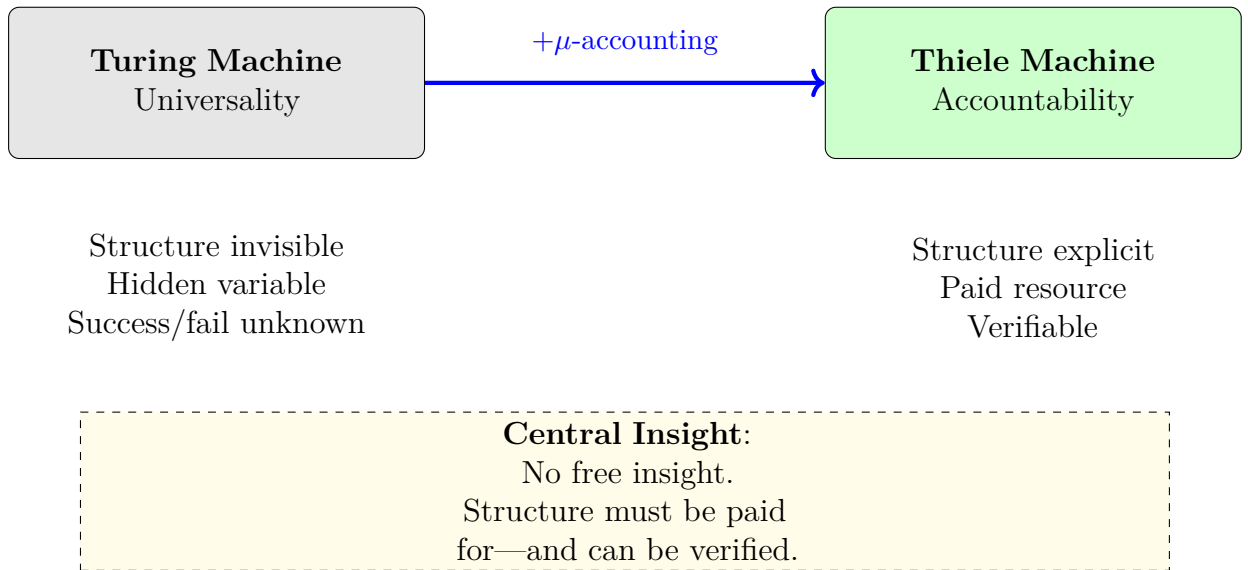 Turing Machine
Universality
+μ-accounting
Thiele Machine
Accountability
Structure invisible
Hidden variable
Success/fail unknown
Structure explicit
Paid resource
Verifiable
Central Insight:
No free insight.
Structure must be paid
for—and can be verified.